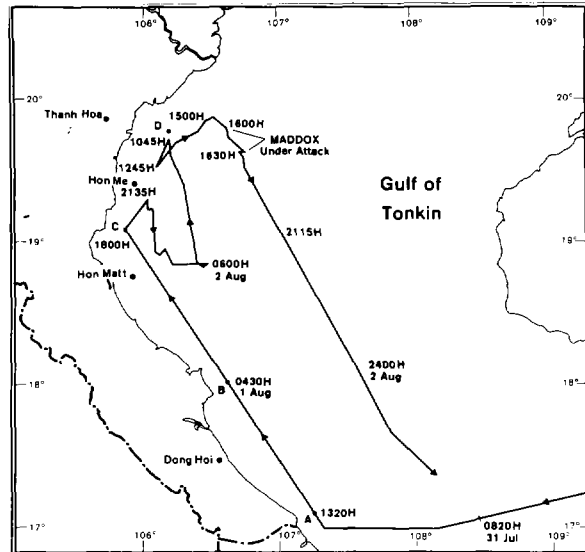 106°
107°
108°
109°
20°
20°
Thanh Hoa
D
1500H
1600H
1045H
MADDOX
Under Attack
1630H
1245H
Hon Me
2135H
Gulf of
Tonkin
C
1800H
2115H
19°
19°
0600H
2 Aug
Hon Matt
2400H
2 Aug
18°
18°
0430H
1 Aug
B
Dong Hoi
A
1320H
0820H
31 Jul
17°
17°
106°
107°
108°
109°